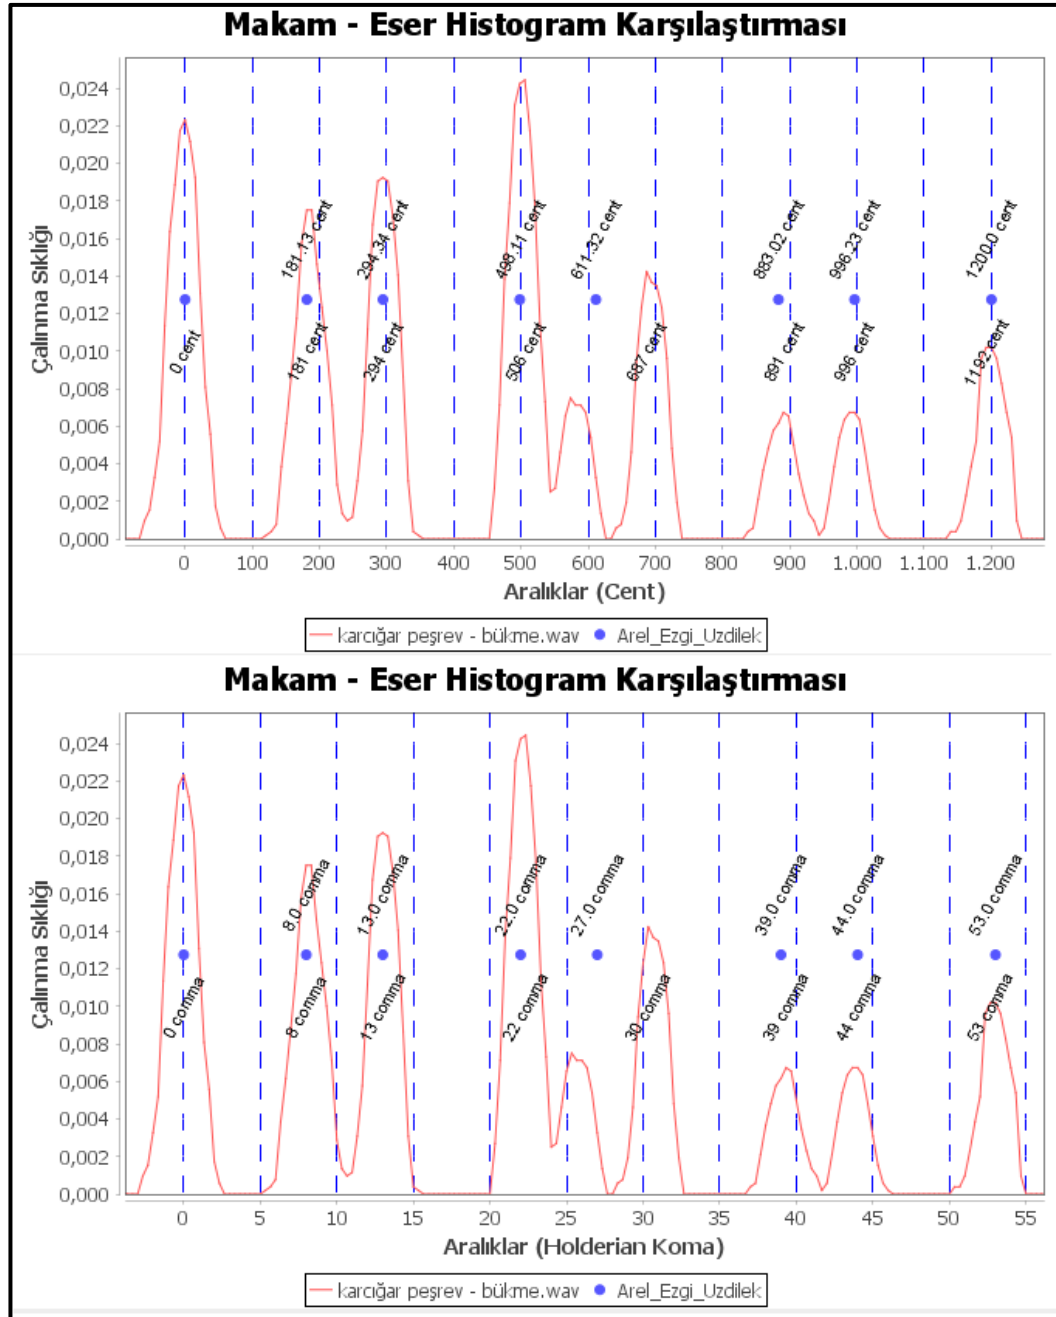 Makam - Eser Histogram Karşılaştırması
Çalınma Sıklığı
0,024
0,022
0,020
0,018
0,016
0,014
0,012
0,010
0,008
0,006
0,004
0,002
0,000
181.13 cent
294.34 cent
498.11 cent
611.32 cent
883.02 cent
996.23 cent
1200.0 cent
0 cent
181 cent
294 cent
506 cent
687 cent
891 cent
996 cent
1192 cent
0 100 200 300 400 500 600 700 800 900 1.000 1.100 1.200
Aralıklar (Cent)
karcığar peşrev - bükme.wav Arel_Ezgi_Uzdilek
Makam - Eser Histogram Karşılaştırması
Çalınma Sıklığı
0,024
0,022
0,020
0,018
0,016
0,014
0,012
0,010
0,008
0,006
0,004
0,002
0,000
8.0 comma
13.0 comma
22.0 comma
27.0 comma
39.0 comma
44.0 comma
53.0 comma
0 comma
8 comma
13 comma
22 comma
30 comma
39 comma
44 comma
53 comma
0 5 10 15 20 25 30 35 40 45 50 55
Aralıklar (Holderian Koma)
karcığar peşrev - bükme.wav Arel_Ezgi_Uzdilek